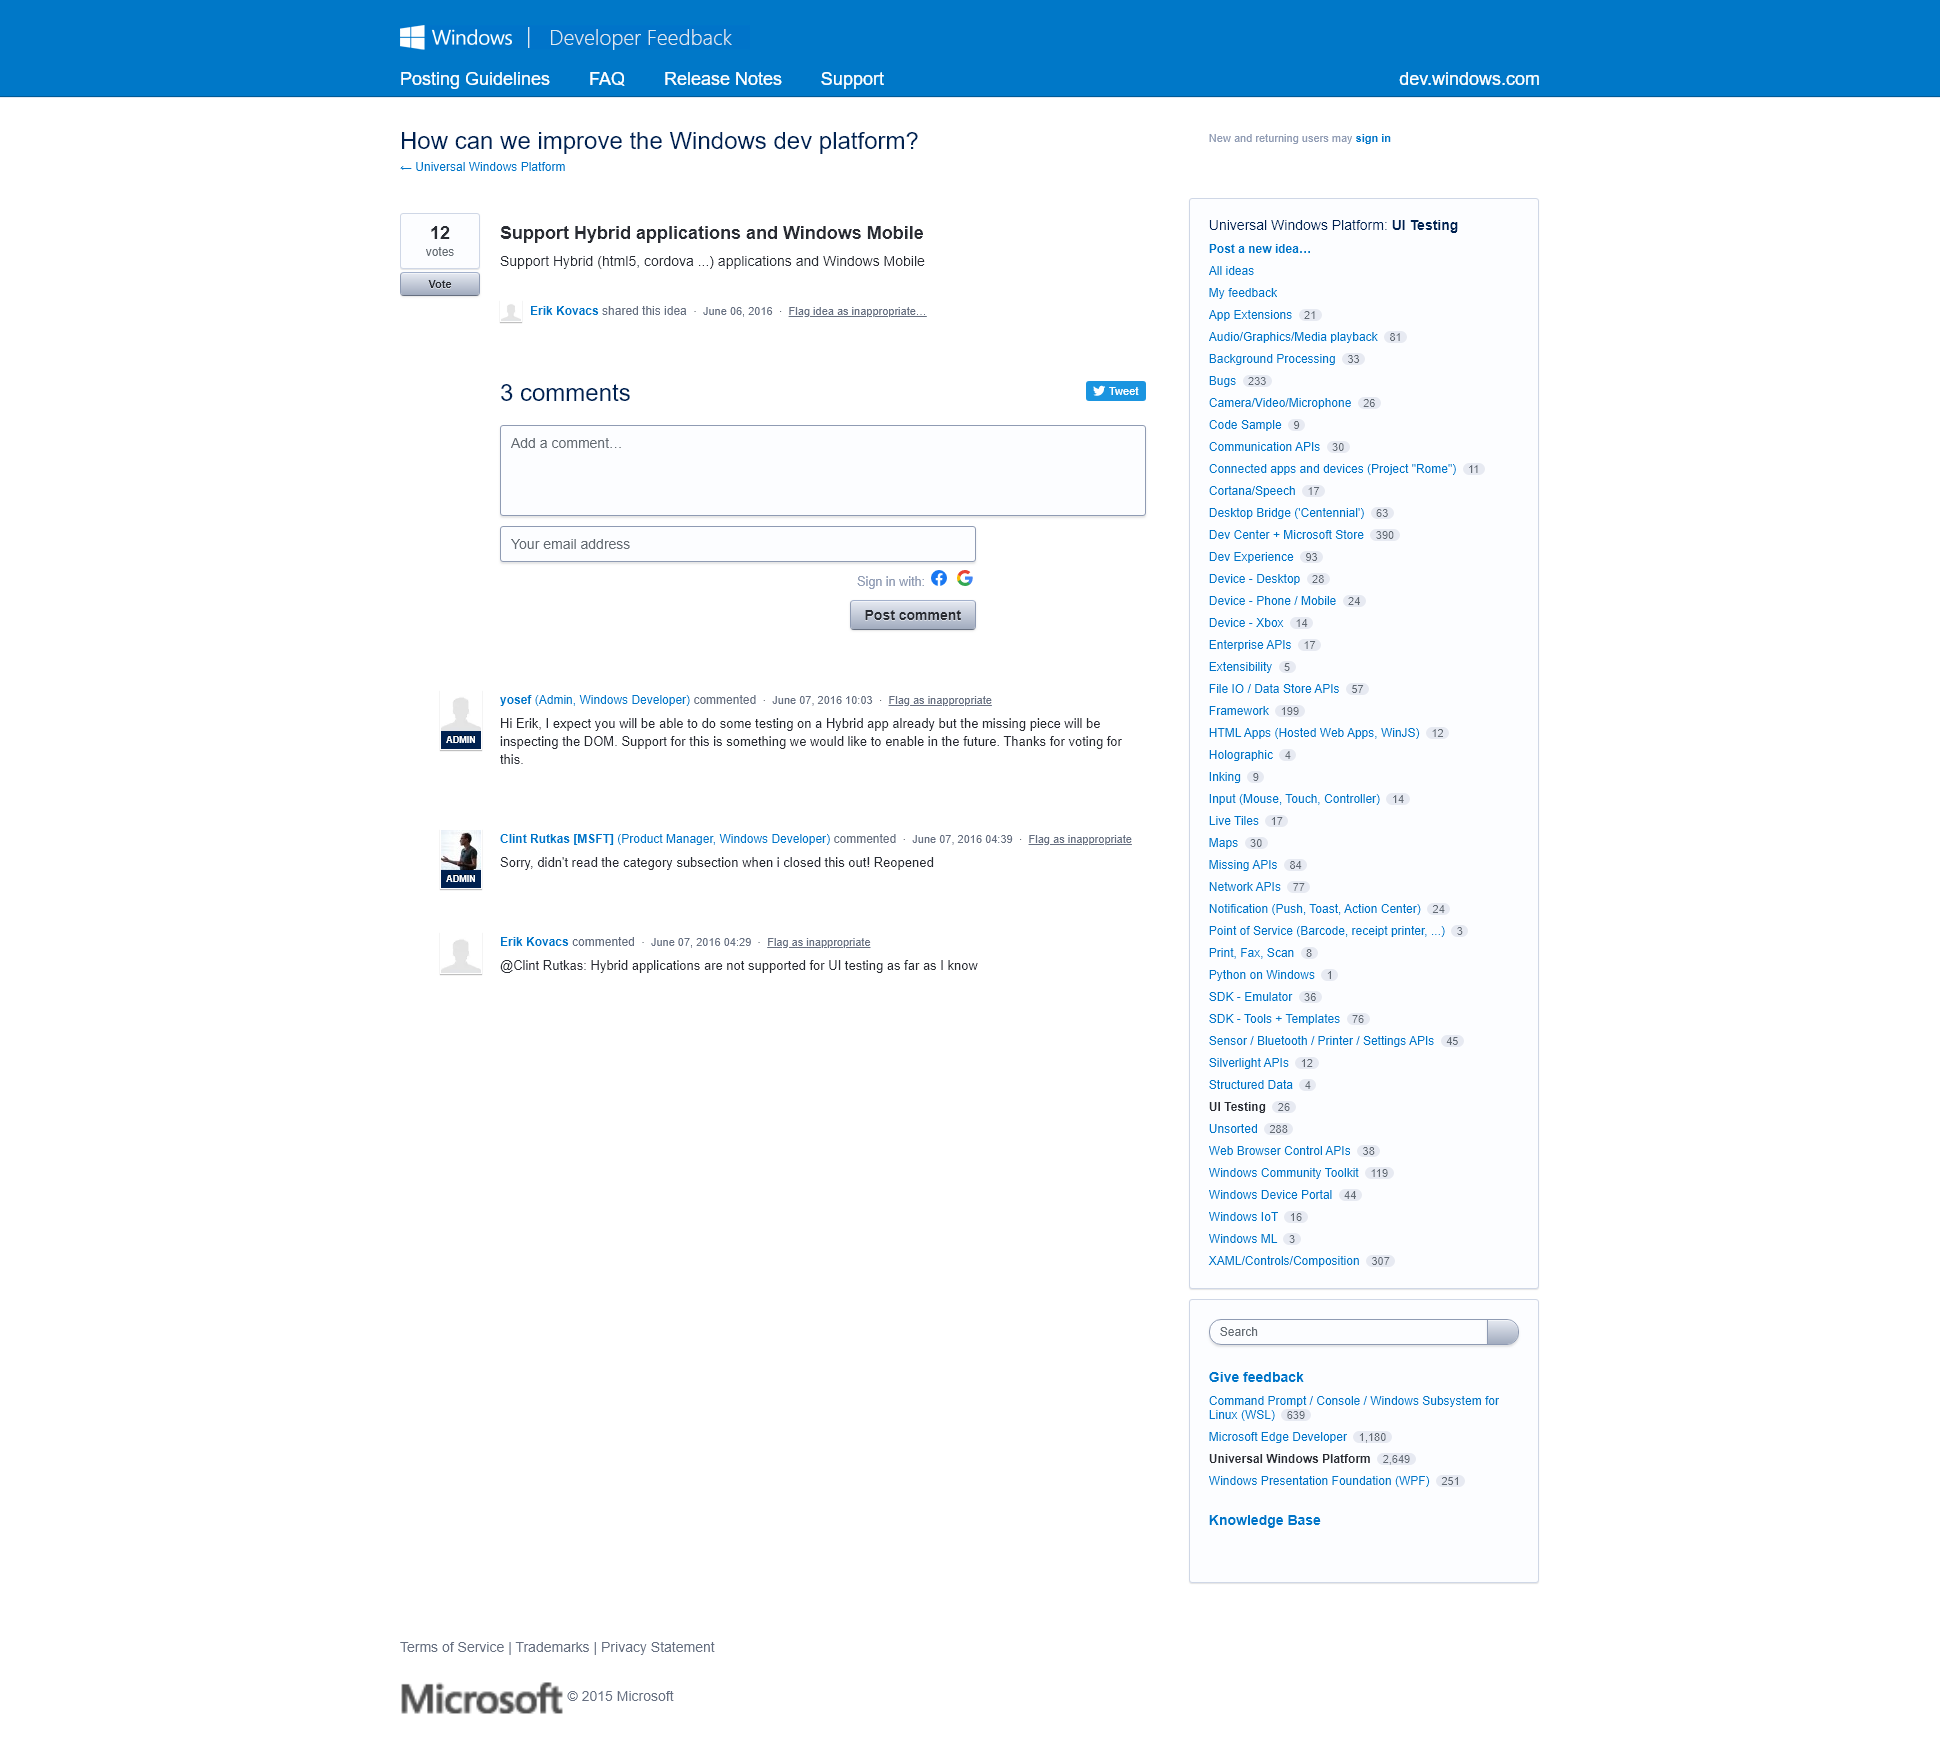 Windows | Developer Feedback
Posting Guidelines FAQ Release Notes Support dev.windows.com
How can we improve the Windows dev platform?
← Universal Windows Platform
New and returning users may sign in
12
votes
Vote
Support Hybrid applications and Windows Mobile
Support Hybrid (html5, cordova ...) applications and Windows Mobile
Erik Kovacs shared this idea · June 06, 2016 · Flag idea as inappropriate…
3 comments
Tweet
Add a comment…
Your email address
Sign in with:
Post comment
yosef (Admin, Windows Developer) commented · June 07, 2016 10:03 · Flag as inappropriate
ADMIN
Hi Erik, I expect you will be able to do some testing on a Hybrid app already but the missing piece will be
inspecting the DOM. Support for this is something we would like to enable in the future. Thanks for voting for
this.
Clint Rutkas [MSFT] (Product Manager, Windows Developer) commented · June 07, 2016 04:39 · Flag as inappropriate
ADMIN
Sorry, didn't read the category subsection when i closed this out! Reopened
Erik Kovacs commented · June 07, 2016 04:29 · Flag as inappropriate
@Clint Rutkas: Hybrid applications are not supported for UI testing as far as I know
Universal Windows Platform: UI Testing
Post a new idea…
All ideas
My feedback
App Extensions 21
Audio/Graphics/Media playback 81
Background Processing 33
Bugs 233
Camera/Video/Microphone 26
Code Sample 9
Communication APIs 30
Connected apps and devices (Project "Rome") 11
Cortana/Speech 17
Desktop Bridge ('Centennial') 63
Dev Center + Microsoft Store 390
Dev Experience 93
Device - Desktop 28
Device - Phone / Mobile 24
Device - Xbox 14
Enterprise APIs 17
Extensibility 5
File IO / Data Store APIs 57
Framework 199
HTML Apps (Hosted Web Apps, WinJS) 12
Holographic 4
Inking 9
Input (Mouse, Touch, Controller) 14
Live Tiles 17
Maps 30
Missing APIs 84
Network APIs 77
Notification (Push, Toast, Action Center) 24
Point of Service (Barcode, receipt printer, ...) 3
Print, Fax, Scan 8
Python on Windows 1
SDK - Emulator 36
SDK - Tools + Templates 76
Sensor / Bluetooth / Printer / Settings APIs 45
Silverlight APIs 12
Structured Data 4
UI Testing 26
Unsorted 288
Web Browser Control APIs 38
Windows Community Toolkit 119
Windows Device Portal 44
Windows IoT 16
Windows ML 3
XAML/Controls/Composition 307
Search
Give feedback
Command Prompt / Console / Windows Subsystem for
Linux (WSL) 639
Microsoft Edge Developer 1,180
Universal Windows Platform 2,649
Windows Presentation Foundation (WPF) 251
Knowledge Base
Terms of Service | Trademarks | Privacy Statement
Microsoft © 2015 Microsoft